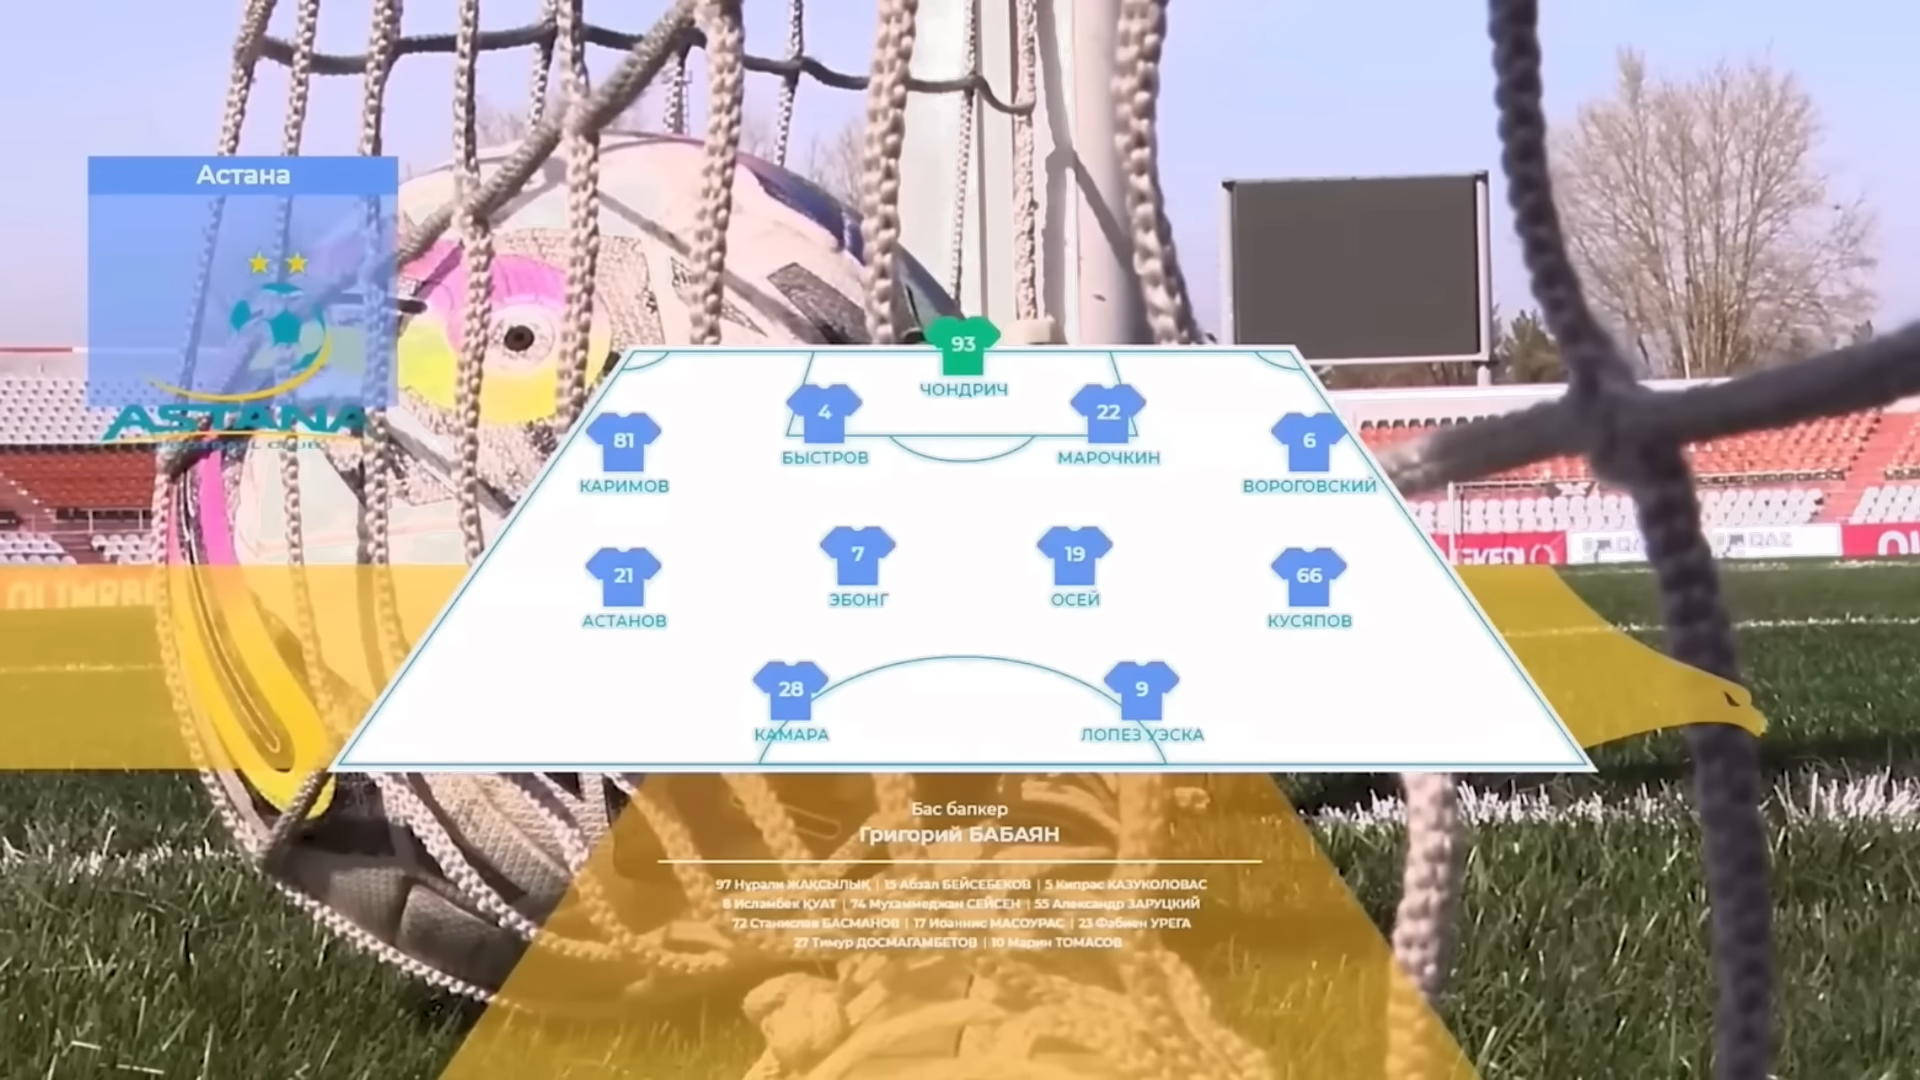 Астана
ASTANA
FOOTBALL CLUB
93
ЧОНДРИЧ
4
22
БЫСТРОВ
МАРОЧКИН
81
6
КАРИМОВ
ВОРОГОВСКИЙ
7
19
ЭБОНГ
ОСЕЙ
21
66
АСТАНОВ
КУСЯПОВ
28
9
КАМАРА
ЛОПЕЗ УЭСКА
Бас бапкер
Григорий БАБАЯН
97 Нұрали ЖАҚСЫЛЫҚ | 15 Абзал БЕЙСЕБЕКОВ | 5 Кипрас КАЗУКОЛОВАС
8 Исламбек ҚУАТ | 74 Мухаммеджан СЕЙСЕН | 55 Александр ЗАРУЦКИЙ
72 Станислав БАСМАНОВ | 17 Иоаннис МАСОУРАС | 23 Фабиен УРЕГА
27 Тимур ДОСМАГАМБЕТОВ | 10 Марин ТОМАСОВ